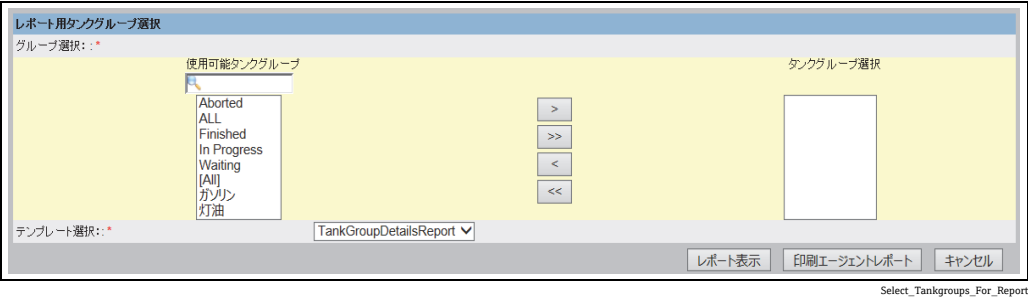 レポート用タンクグループ選択
グループ選択: : *
使用可能タンクグループ
タンクグループ選択
Aborted
ALL
Finished
In Progress
Waiting
[All]
ガソリン
灯油
>
>>
<
<<
テンプレート選択: : *
TankGroupDetailsReport
レポート表示
印刷エージェントレポート
キャンセル
Select_Tankgroups_For_Report